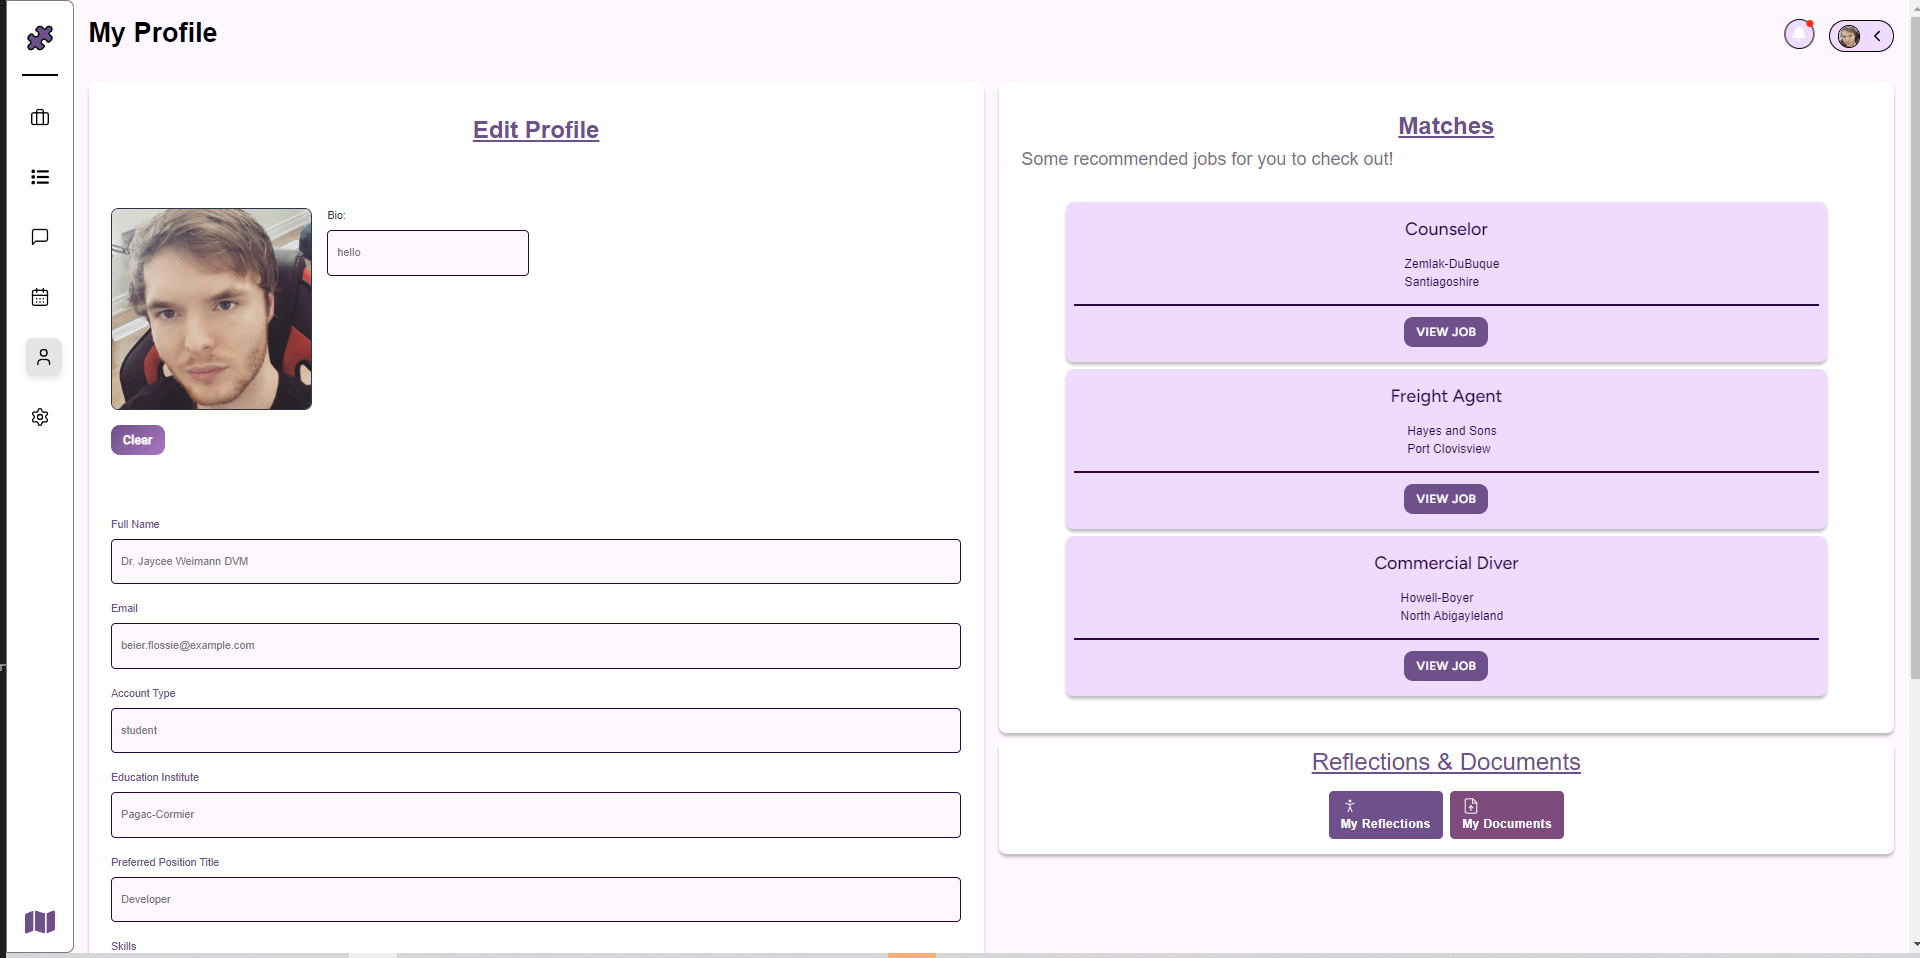 My Profile
Edit Profile
Bio:
hello
Clear
Full Name
Dr. Jaycee Weimann DVM
Email
beier.flossie@example.com
Account Type
student
Education Institute
Pagac-Cormier
Preferred Position Title
Developer
Skills
Matches
Some recommended jobs for you to check out!
Counselor
Zemlak-DuBuque
Santiagoshire
VIEW JOB
Freight Agent
Hayes and Sons
Port Clovisview
VIEW JOB
Commercial Diver
Howell-Boyer
North Abigayleland
VIEW JOB
Reflections & Documents
My Reflections
My Documents